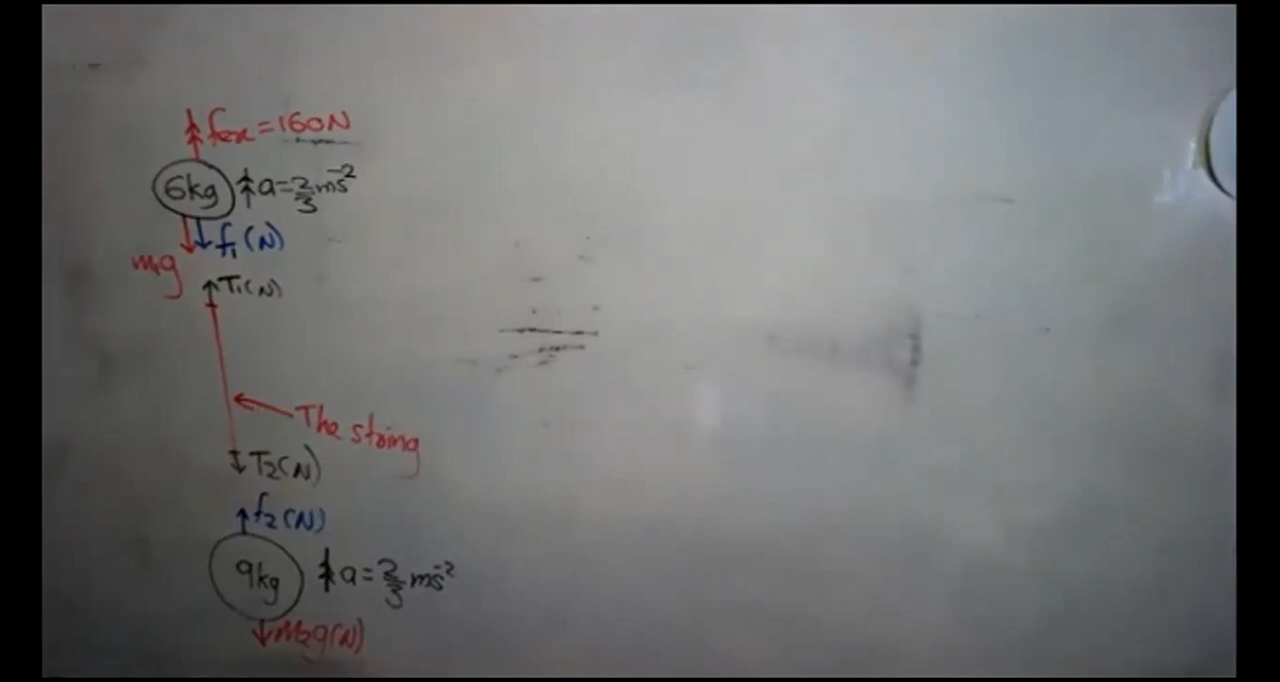 fex = 160N
6kg a = 2/3 ms⁻²
f₁(N)
m₁g
T₁(N)
The string
T₂(N)
f₂(N)
9kg a = 2/3 ms⁻²
m₂g(N)